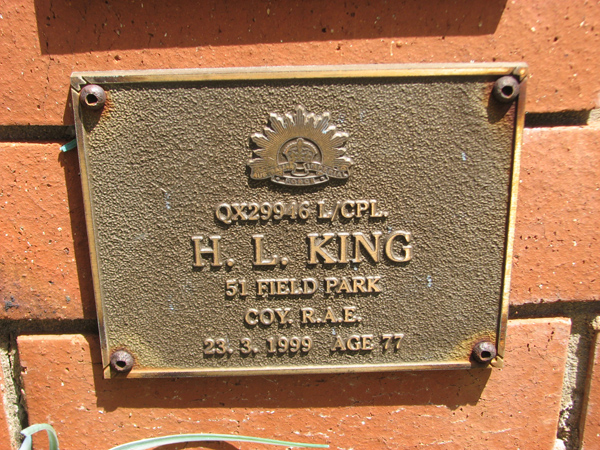 QX29946 L/CPL.
H. L. KING
51 FIELD PARK
COY. R.A.E.
23. 3. 1999 AGE 77